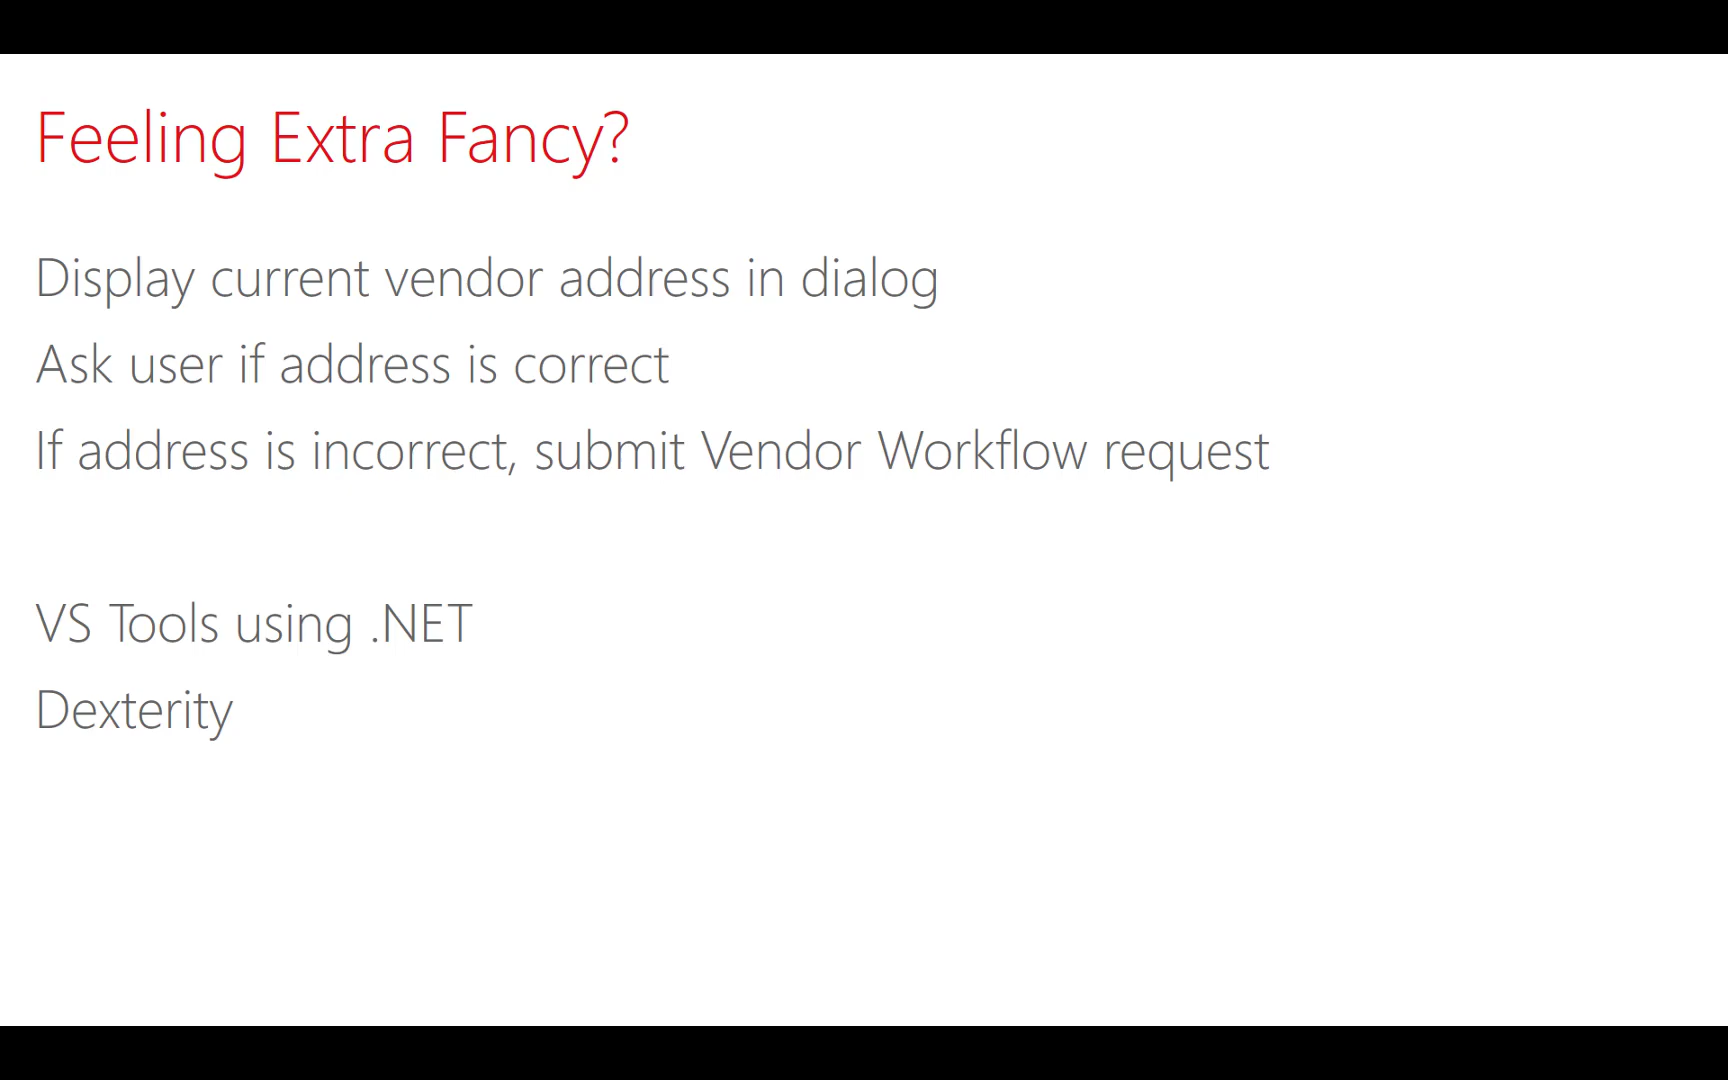 Feeling Extra Fancy?
Display current vendor address in dialog
Ask user if address is correct
If address is incorrect, submit Vendor Workflow request
VS Tools using .NET
Dexterity